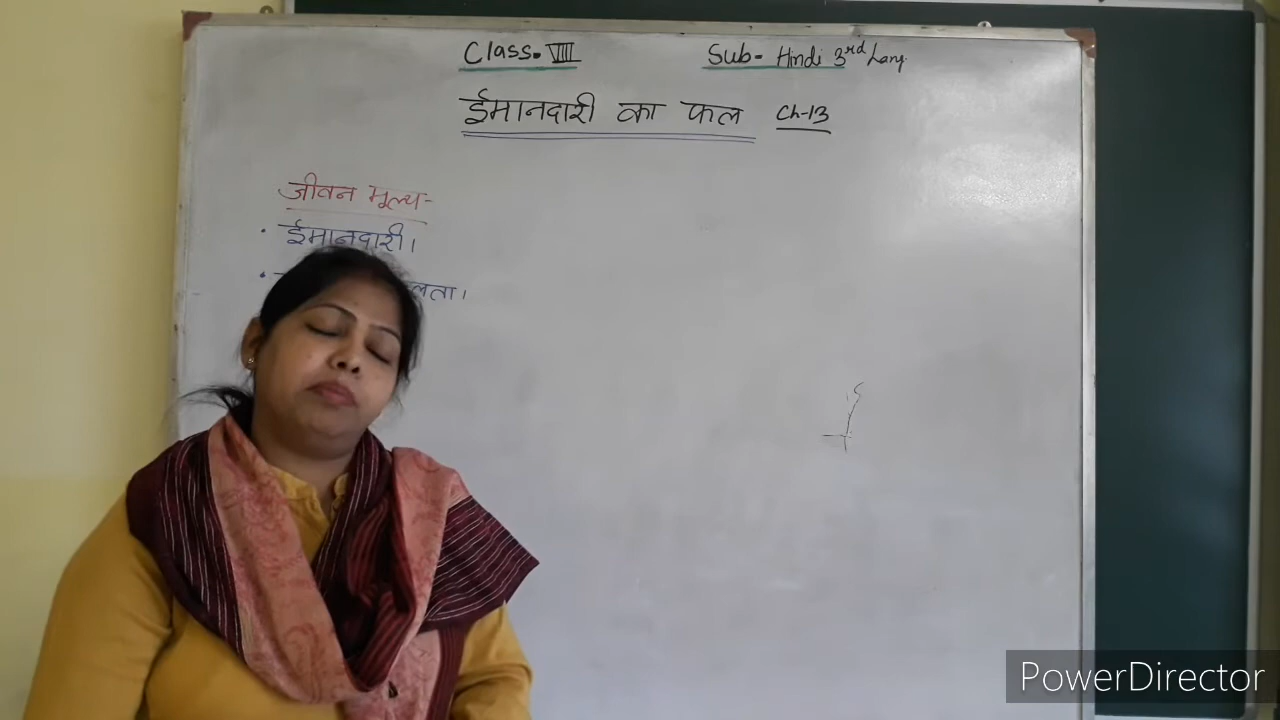 Class- VIII Sub- Hindi 3rd Lang.
ईमानदारी का फल Ch-13
जीवन मूल्य-
• ईमानदारी।
PowerDirector